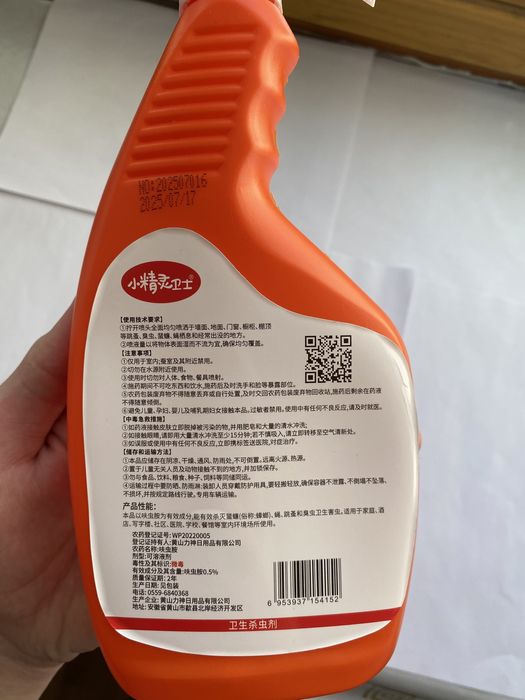 NO:202507016
2025/07/17
小精灵卫士®
【使用技术要求】
①拧开喷头全面均匀喷洒于墙面、地面、门窗、橱柜、棚顶
等跳蚤、臭虫、蜚蠊、蝇栖息和经常出没的地方。
②喷液量以将物体表面湿而不流为宜,确保均匀覆盖。
【注意事项】
①仅用于室内;蚕室及其附近禁用。
②切勿在水源附近使用。
③使用时切勿对人体、食物、餐具喷射。
④施药期间不可吃东西和饮水,施药后及时洗手和脸等暴露部位。
⑤农药包装废弃物不得随意丢弃或自行处置,及时交回农药包装废弃物回收站,施药后剩余在药液
不得随意倾倒。
⑥避免儿童、孕妇、婴儿及哺乳期妇女接触本品,过敏者禁用。使用中有任何不良反应,请及时就医。
【中毒急救措施】
①如药液接触皮肤立即脱掉被污染的物,并用肥皂和大量的清水冲洗;
②如接触眼睛,请即用大量清水冲洗至少15分钟;若不慎吸入,请立即转移至空气清新处。
③如误服或使用中有任何不良反应,立即携标签送医院,对症治疗。
【储存和运输方法】
①本品应储存在阴凉、干燥、通风、防雨处,不可倒置。远离火源、热源。
②置于儿童无关人员及动物接触不到的地方,并加锁保存。
③勿与食品、饮料、粮食、种子、饲料等同储同运。
④运输过程中要防晒、防雨淋:装卸人员穿戴防护用具,要轻搬轻放,确保容器不泄露、不倒塌不坠落、
不损坏,并按规定路线行驶。专用车辆运输。
产品性能:
本品以呋虫胺为有效成分,能有效杀灭蜚蠊(俗称:蟑螂)、蝇、跳蚤和臭虫卫生害虫。适用于家庭、酒
店、写字楼、社区、医院、学校、餐馆等室内环境场所使用。
农药登记证号: WP20220005
登记证持有人:黄山力神日用品有限公司
农药名称:呋虫胺
剂型:可溶液剂
毒性及其标识:微毒
有效成分及其含量:呋虫胺0.5%
质量保证期: 2年
生产日期: 见包装
电话: 0559-6840368
生产企业: 黄山力神日用品有限公司
地址: 安徽省黄山市歙县北岸经济开发区
6 953937 154152
卫生杀虫剂